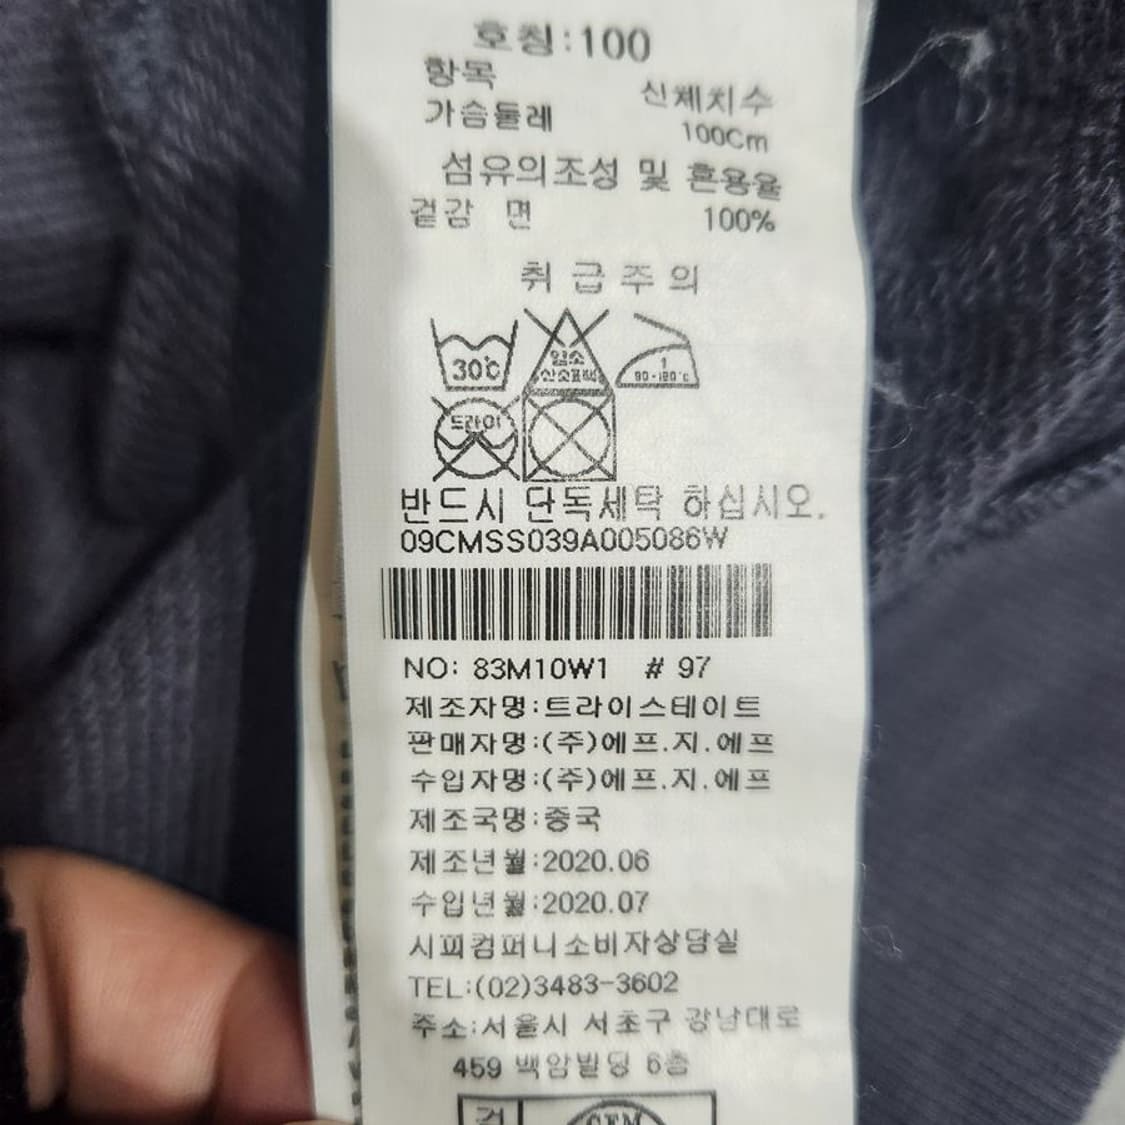 호칭:100
항목 신체치수
가슴둘레 100Cm
섬유의조성 및 혼용율
겉감 면 100%
취급주의
30℃ 염소 산소표백 1 80-120℃
드라이
반드시 단독세탁 하십시오.
09CMSS039A005086W
NO: 83M10W1 # 97
제조자명:트라이스테이트
판매자명:(주)에프.지.에프
수입자명:(주)에프.지.에프
제조국명:중국
제조년월:2020.06
수입년월:2020.07
시피컴퍼니소비자상담실
TEL:(02)3483-3602
주소:서울시 서초구 강남대로
459 백암빌딩 6층